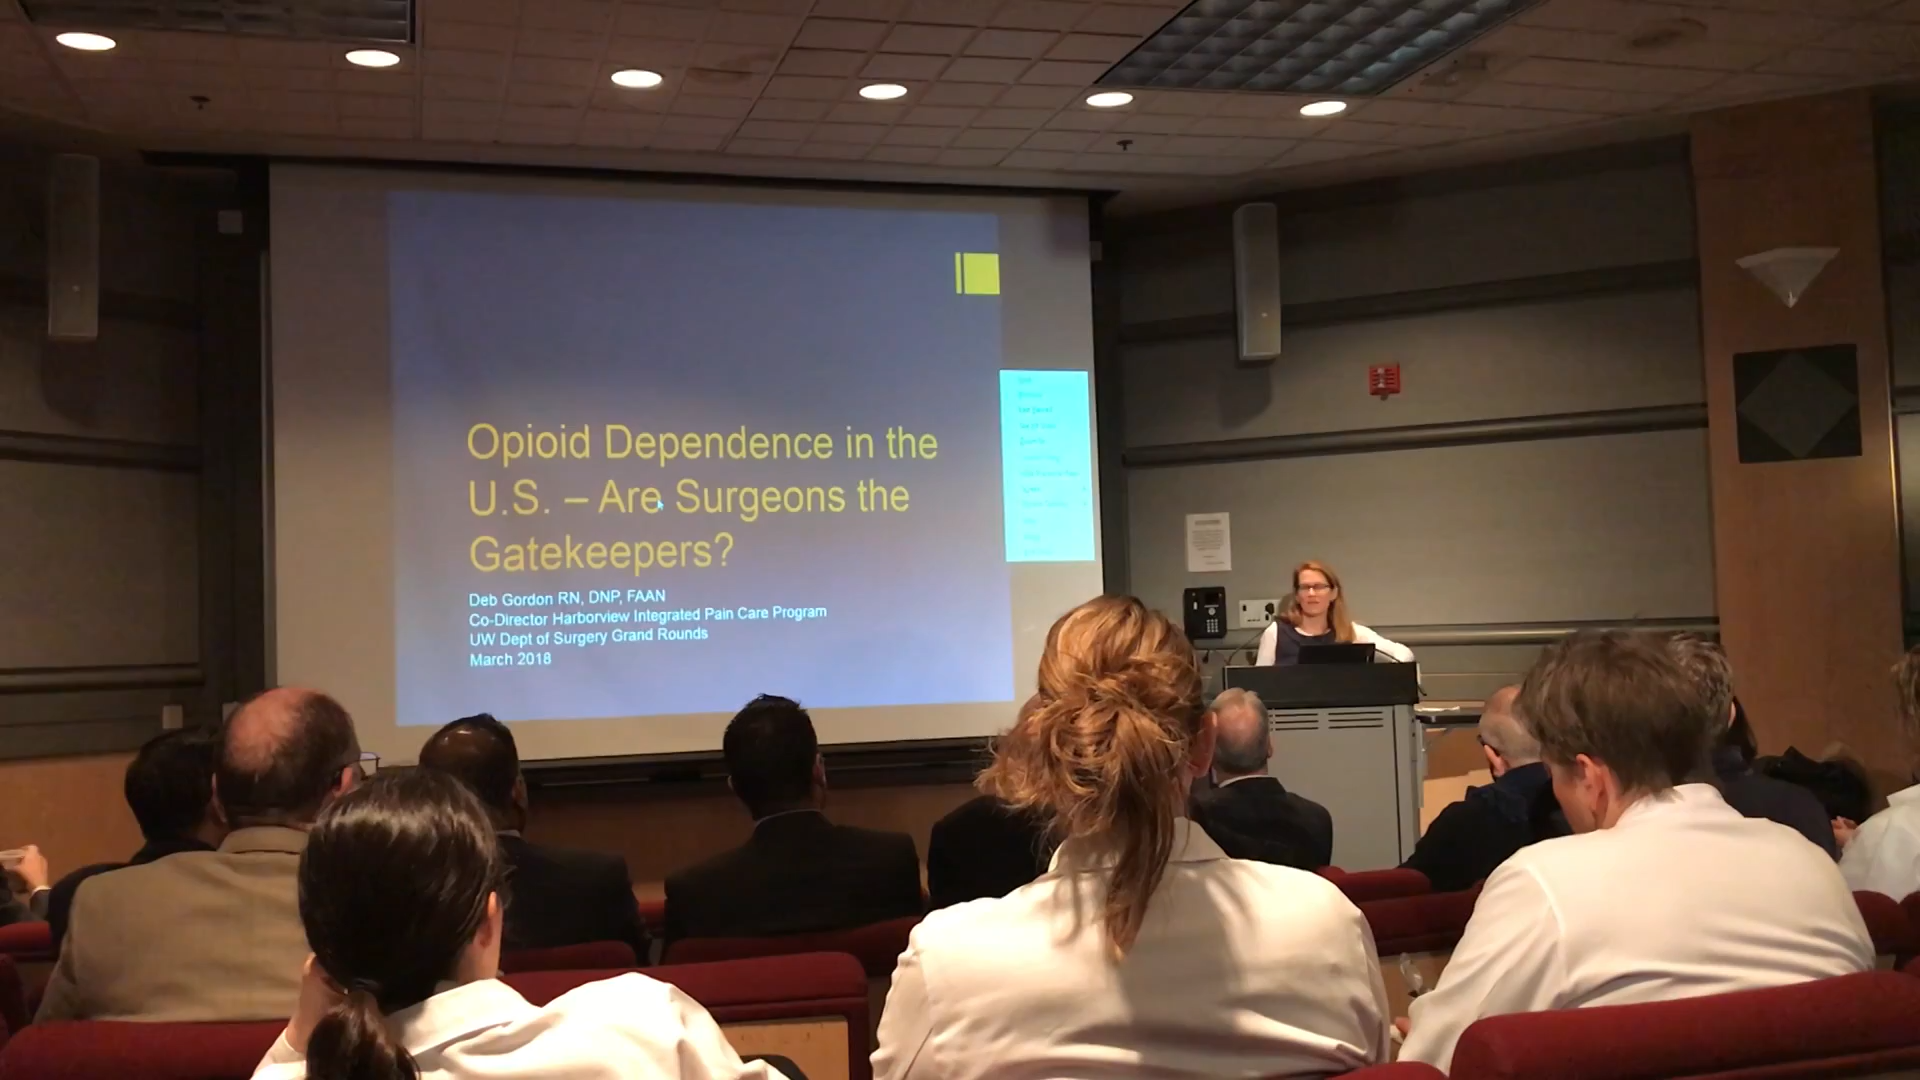 Opioid Dependence in the
U.S. – Are Surgeons the
Gatekeepers?
Deb Gordon RN, DNP, FAAN
Co-Director Harborview Integrated Pain Care Program
UW Dept of Surgery Grand Rounds
March 2018